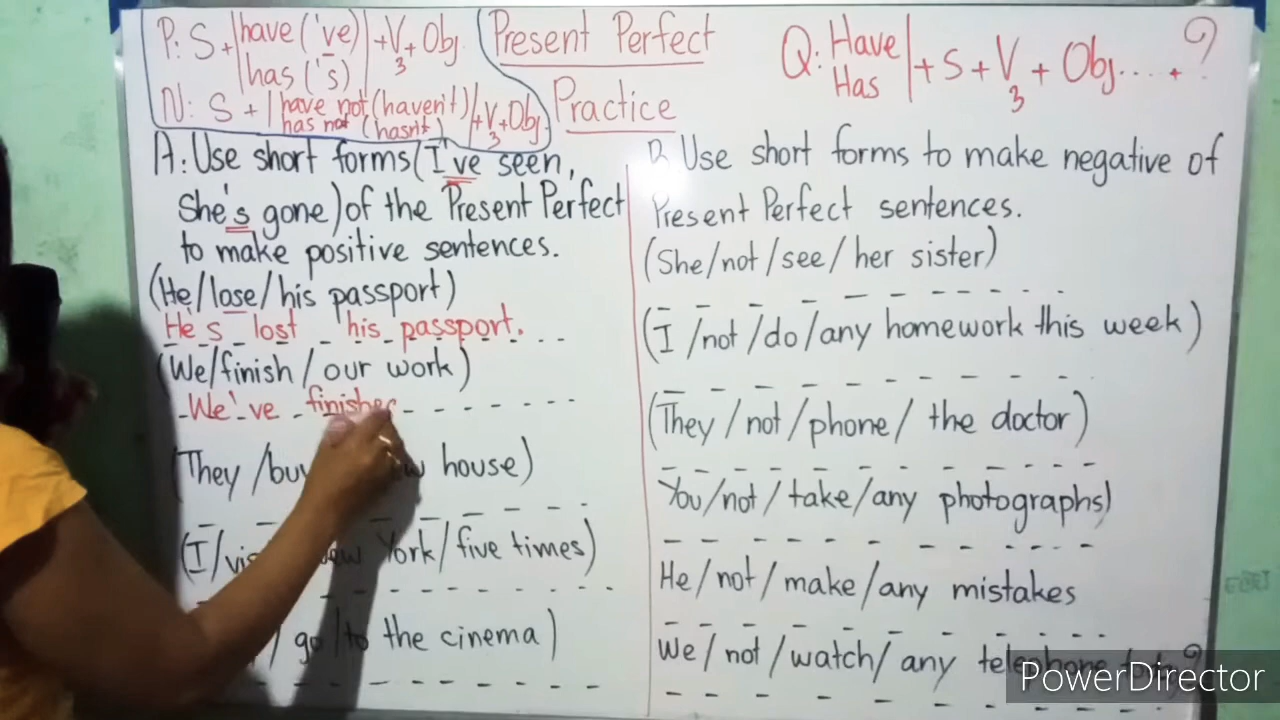 P: S + have ('ve) + V3 + Obj
has ('s)
N: S + have not (haven't) + V3 + Obj
has not (hasn't)
Present Perfect
Practice
Q: Have + S + V3 + Obj.... + ?
Has
A: Use short forms (I've seen,
She's gone) of the Present Perfect
to make positive sentences.
(He/lose/his passport)
He's lost his passport.
(We/finish/our work)
We've finishe
(They/buy house)
(I/ York/five times)
/ go/to the cinema)
Use short forms to make negative of
Present Perfect sentences.
(She/not/see/her sister)
(I/not/do/any homework this week)
(They/not/phone/the doctor)
You/not/take/any photographs)
He/not/make/any mistakes
We/not/watch/any
PowerDirector